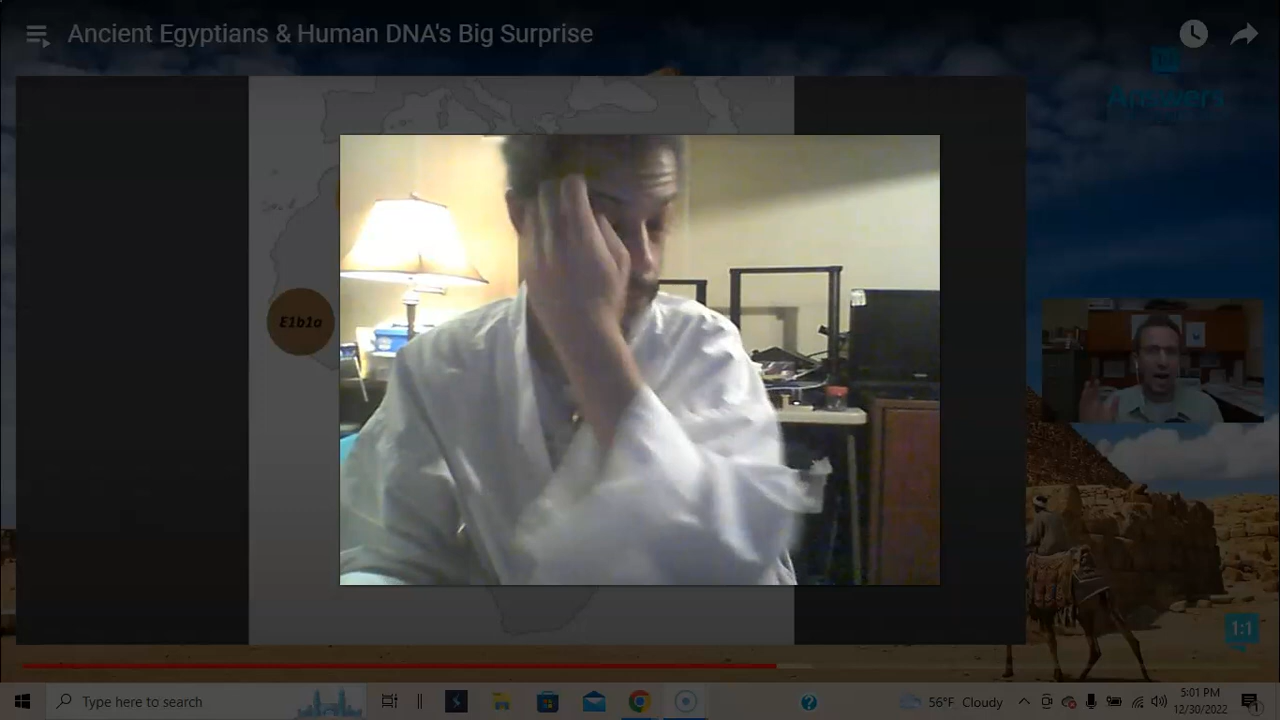 Ancient Egyptians & Human DNA's Big Surprise
Answers
E1b1a
1:1
Type here to search
56°F Cloudy
5:01 PM
12/30/2022
1